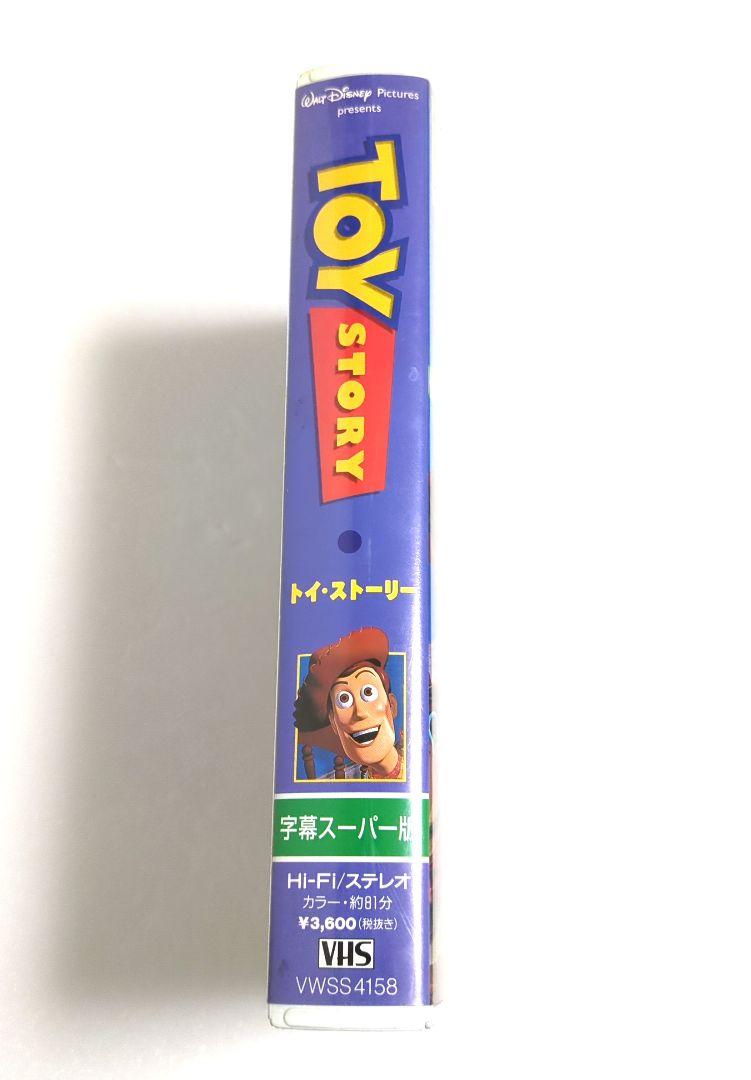 WALT DISNEY Pictures
presents
TOY
STORY
トイ・ストーリー
字幕スーパー版
Hi-Fi/ステレオ
カラー・約81分
¥3,600(税抜き)
VHS
VWSS4158